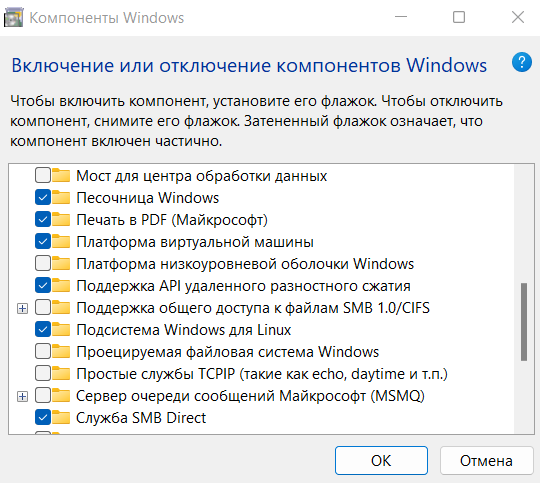 Компоненты Windows
Включение или отключение компонентов Windows
?
Чтобы включить компонент, установите его флажок. Чтобы отключить
компонент, снимите его флажок. Затененный флажок означает, что
компонент включен частично.
Мост для центра обработки данных
Песочница Windows
Печать в PDF (Майкрософт)
Платформа виртуальной машины
Платформа низкоуровневой оболочки Windows
Поддержка API удаленного разностного сжатия
Поддержка общего доступа к файлам SMB 1.0/CIFS
Подсистема Windows для Linux
Проецируемая файловая система Windows
Простые службы TCPIP (такие как echo, daytime и т.п.)
Сервер очереди сообщений Майкрософт (MSMQ)
Служба SMB Direct
ОК
Отмена